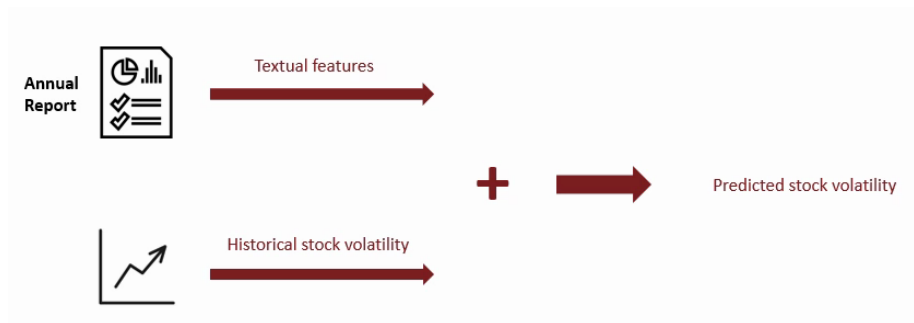 Annual
Report
Textual features
+
Predicted stock volatility
Historical stock volatility